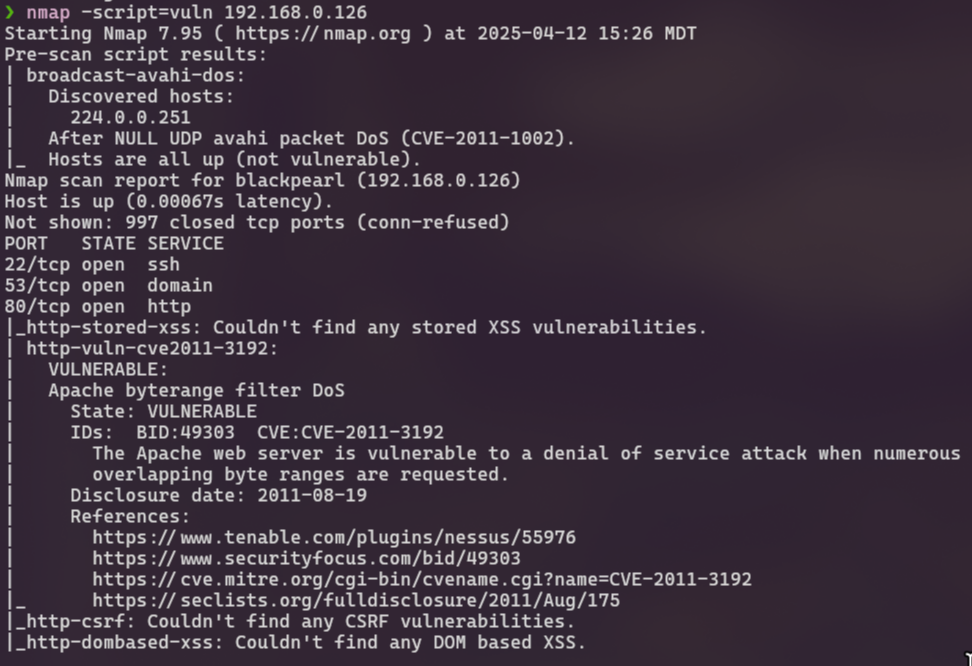 ❯ nmap -script=vuln 192.168.0.126
Starting Nmap 7.95 ( https://nmap.org ) at 2025-04-12 15:26 MDT
Pre-scan script results:
| broadcast-avahi-dos:
|   Discovered hosts:
|     224.0.0.251
|   After NULL UDP avahi packet DoS (CVE-2011-1002).
|_  Hosts are all up (not vulnerable).
Nmap scan report for blackpearl (192.168.0.126)
Host is up (0.00067s latency).
Not shown: 997 closed tcp ports (conn-refused)
PORT   STATE SERVICE
22/tcp open  ssh
53/tcp open  domain
80/tcp open  http
|_http-stored-xss: Couldn't find any stored XSS vulnerabilities.
| http-vuln-cve2011-3192:
|   VULNERABLE:
|   Apache byterange filter DoS
|     State: VULNERABLE
|     IDs:  BID:49303  CVE:CVE-2011-3192
|       The Apache web server is vulnerable to a denial of service attack when numerous
|       overlapping byte ranges are requested.
|     Disclosure date: 2011-08-19
|     References:
|       https://www.tenable.com/plugins/nessus/55976
|       https://www.securityfocus.com/bid/49303
|       https://cve.mitre.org/cgi-bin/cvename.cgi?name=CVE-2011-3192
|_      https://seclists.org/fulldisclosure/2011/Aug/175
|_http-csrf: Couldn't find any CSRF vulnerabilities.
|_http-dombased-xss: Couldn't find any DOM based XSS.